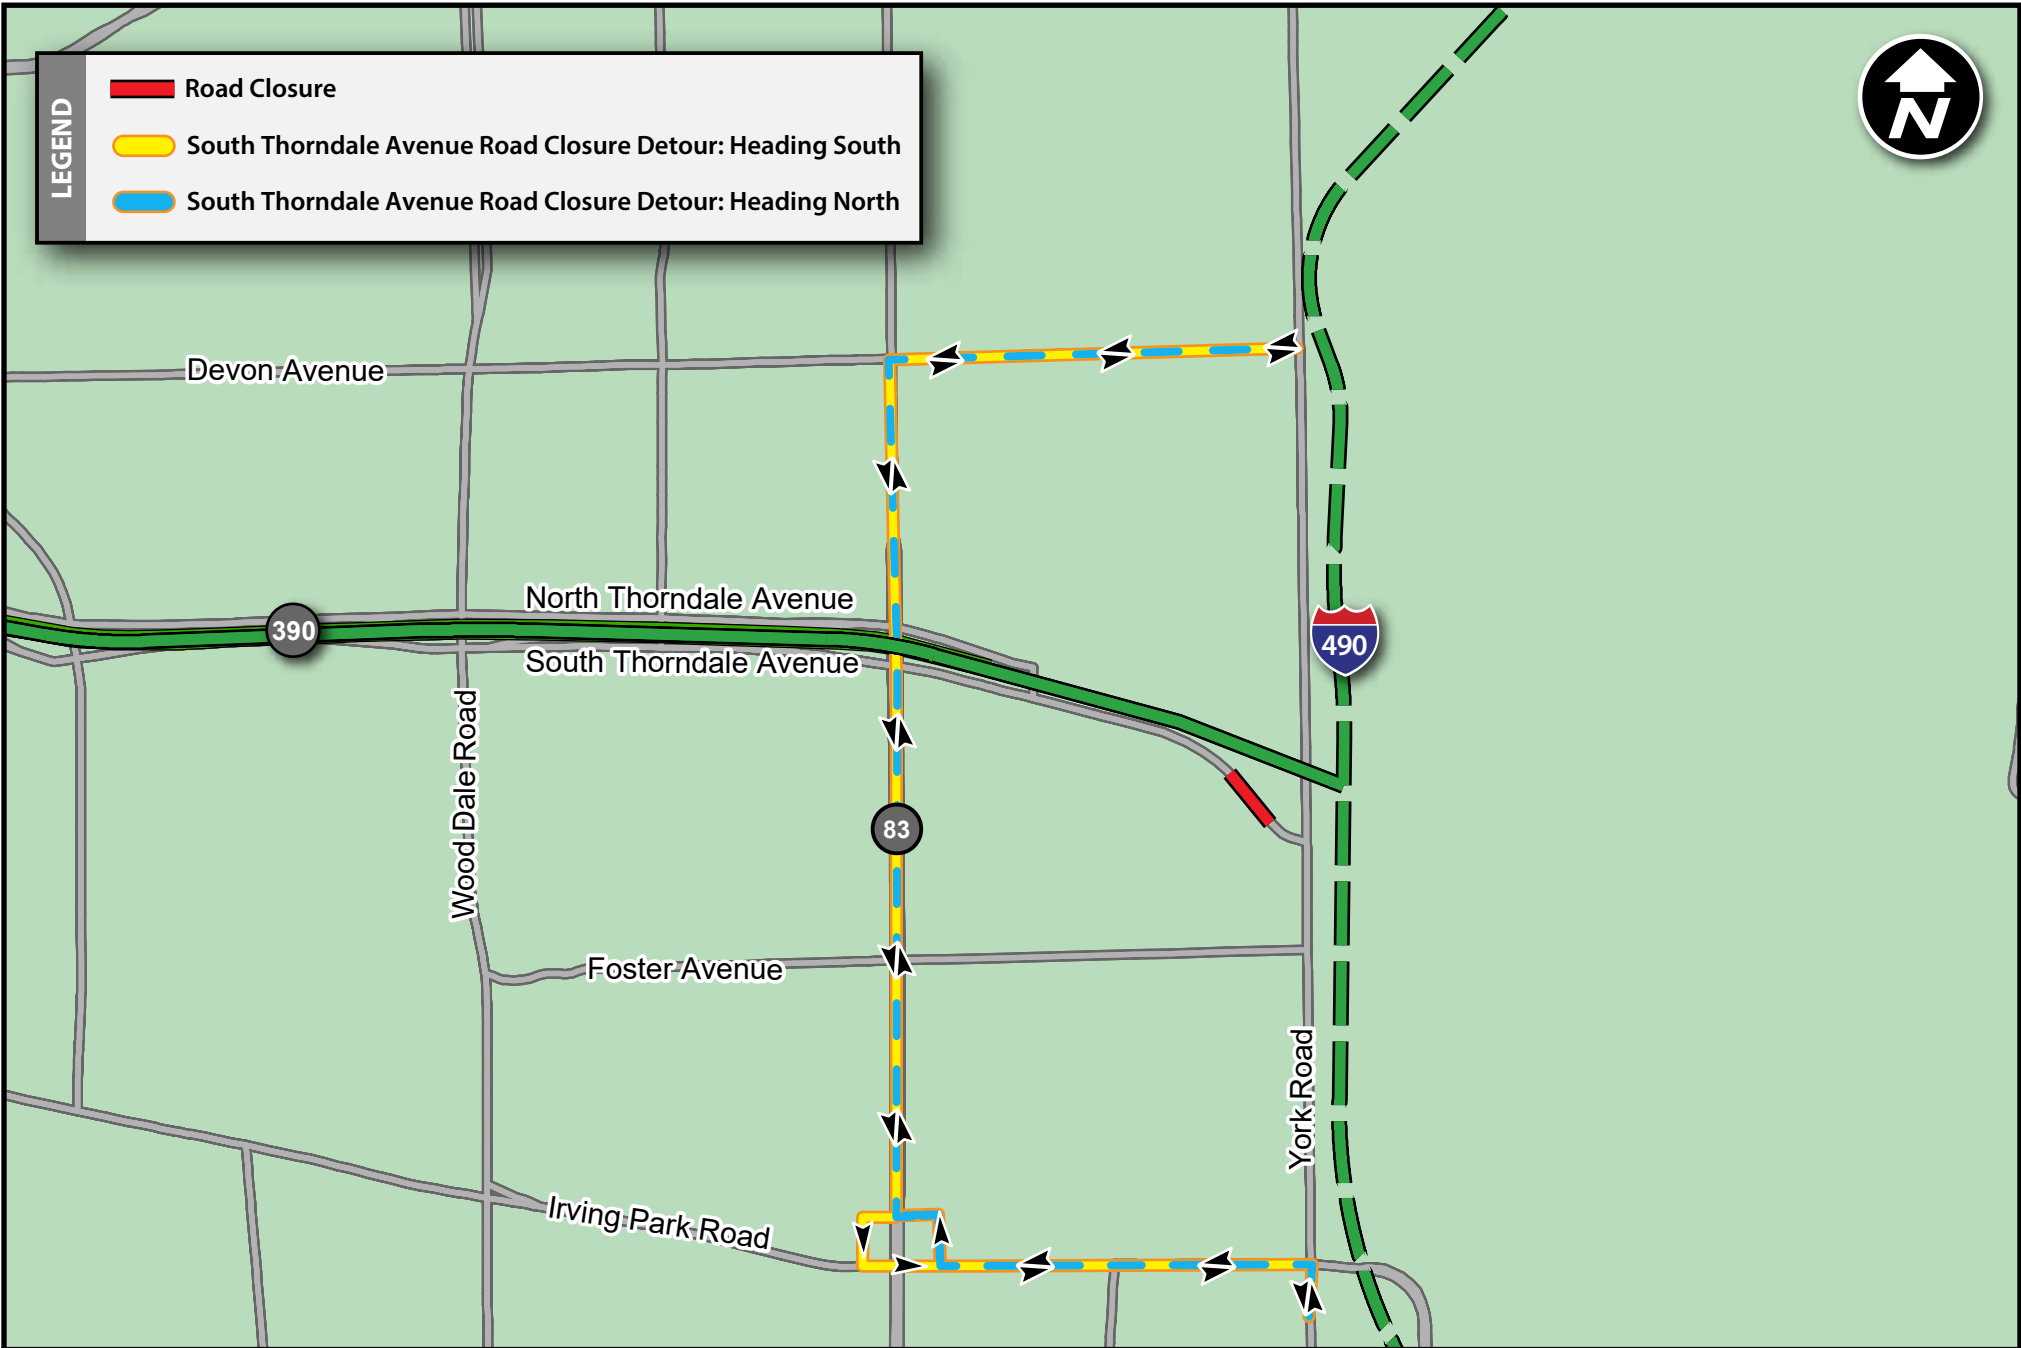 LEGEND
Road Closure
South Thorndale Avenue Road Closure Detour: Heading South
South Thorndale Avenue Road Closure Detour: Heading North
N
Devon Avenue
North Thorndale Avenue
390
490
South Thorndale Avenue
Wood Dale Road
83
Foster Avenue
York Road
Irving Park Road